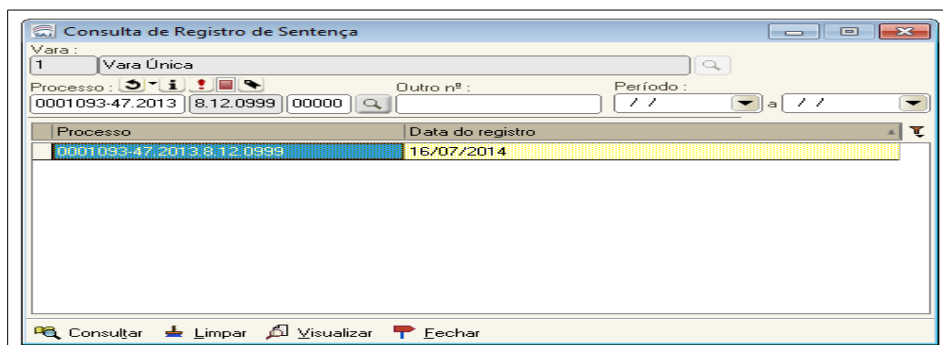 Consulta de Registro de Sentença
Vara :
1 Vara Única
Processo : Outro nº : Período :
0001093-47.2013 8.12.0999 00000 / / a / /
Processo Data do registro
0001093-47.2013.8.12.0999 16/07/2014
Consultar Limpar Visualizar Fechar